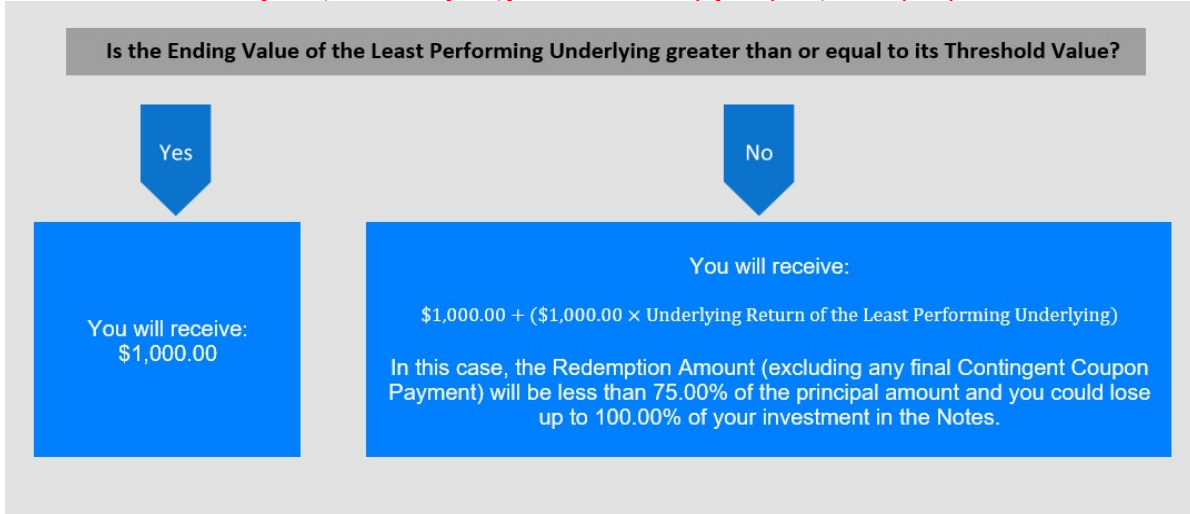 Is the Ending Value of the Least Performing Underlying greater than or equal to its Threshold Value?
Yes
No
You will receive:
$1,000.00
You will receive:
$1,000.00 + ($1,000.00 × Underlying Return of the Least Performing Underlying)
In this case, the Redemption Amount (excluding any final Contingent Coupon
Payment) will be less than 75.00% of the principal amount and you could lose
up to 100.00% of your investment in the Notes.